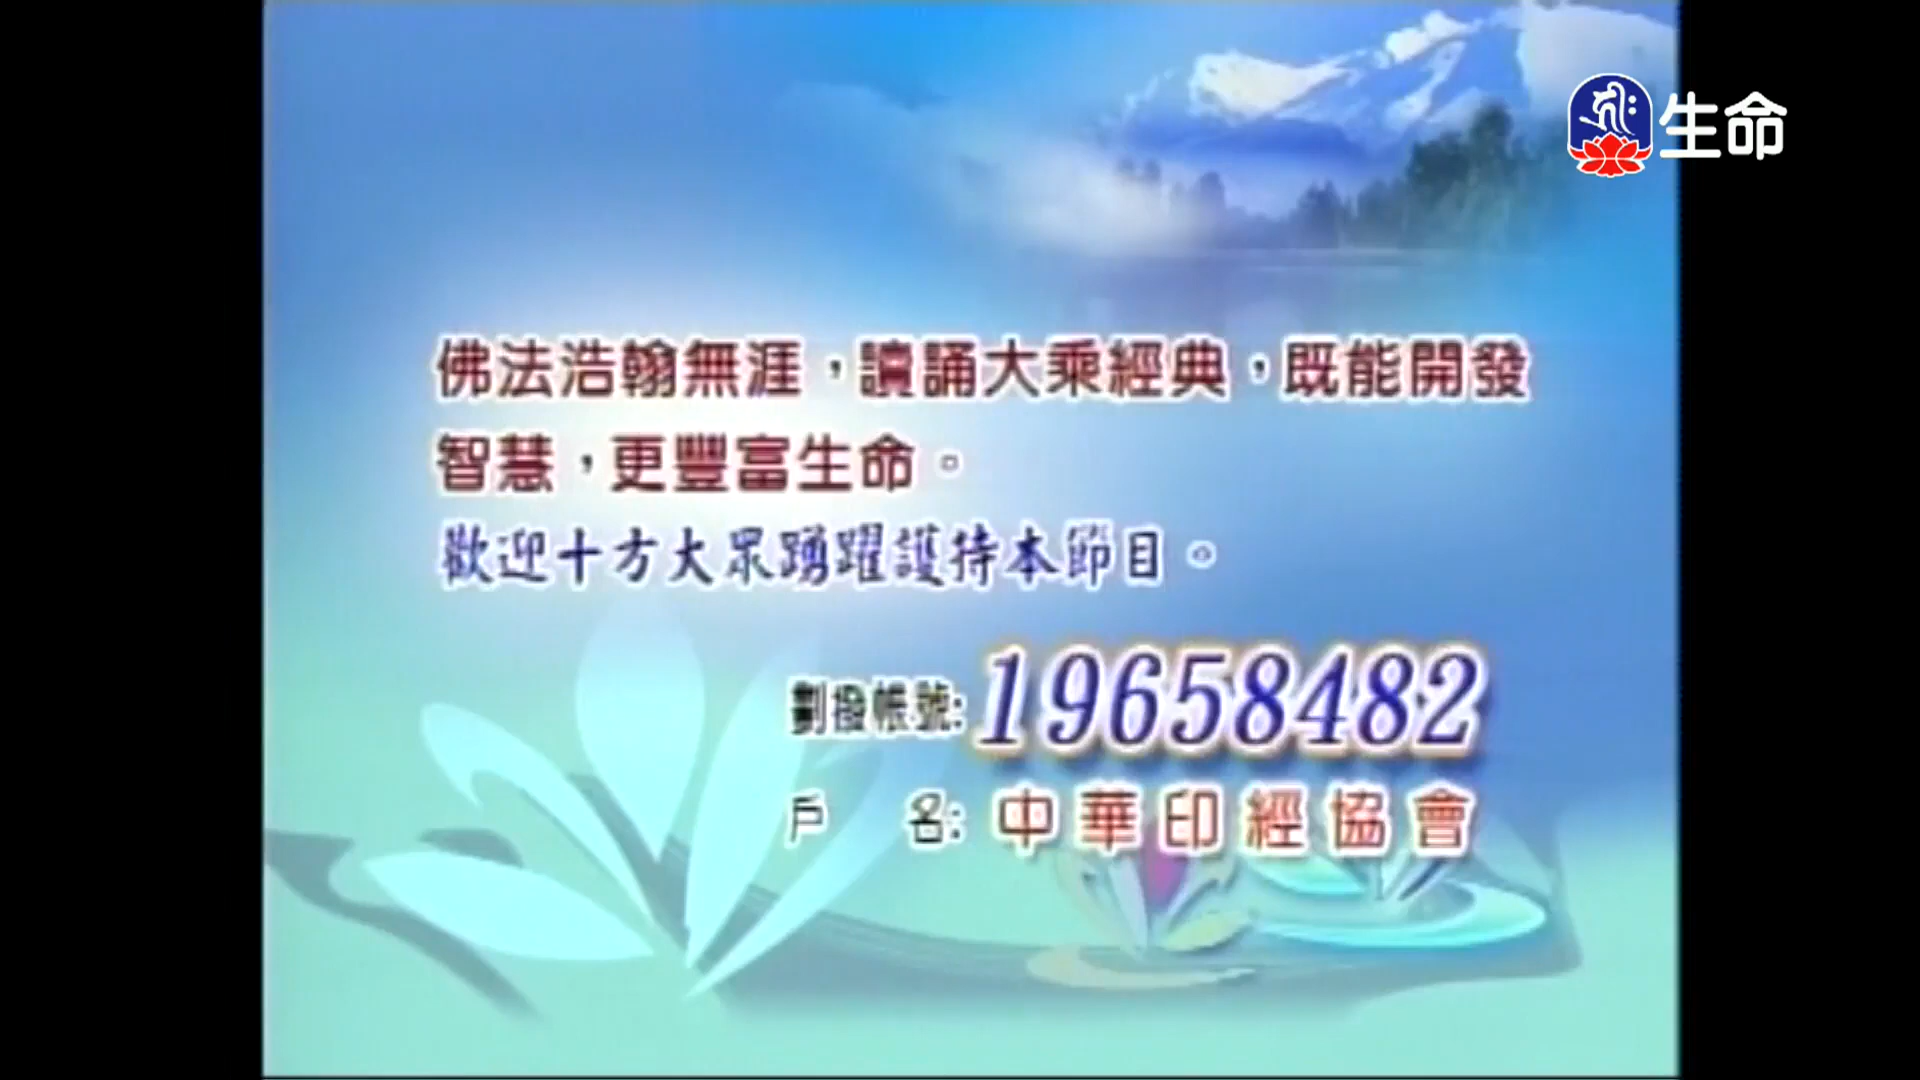 生命
佛法浩翰無涯，讀誦大乘經典，既能開發
智慧，更豐富生命。
歡迎十方大眾踴躍護持本節目。
劃撥帳號:19658482
戶　名:中華印經協會